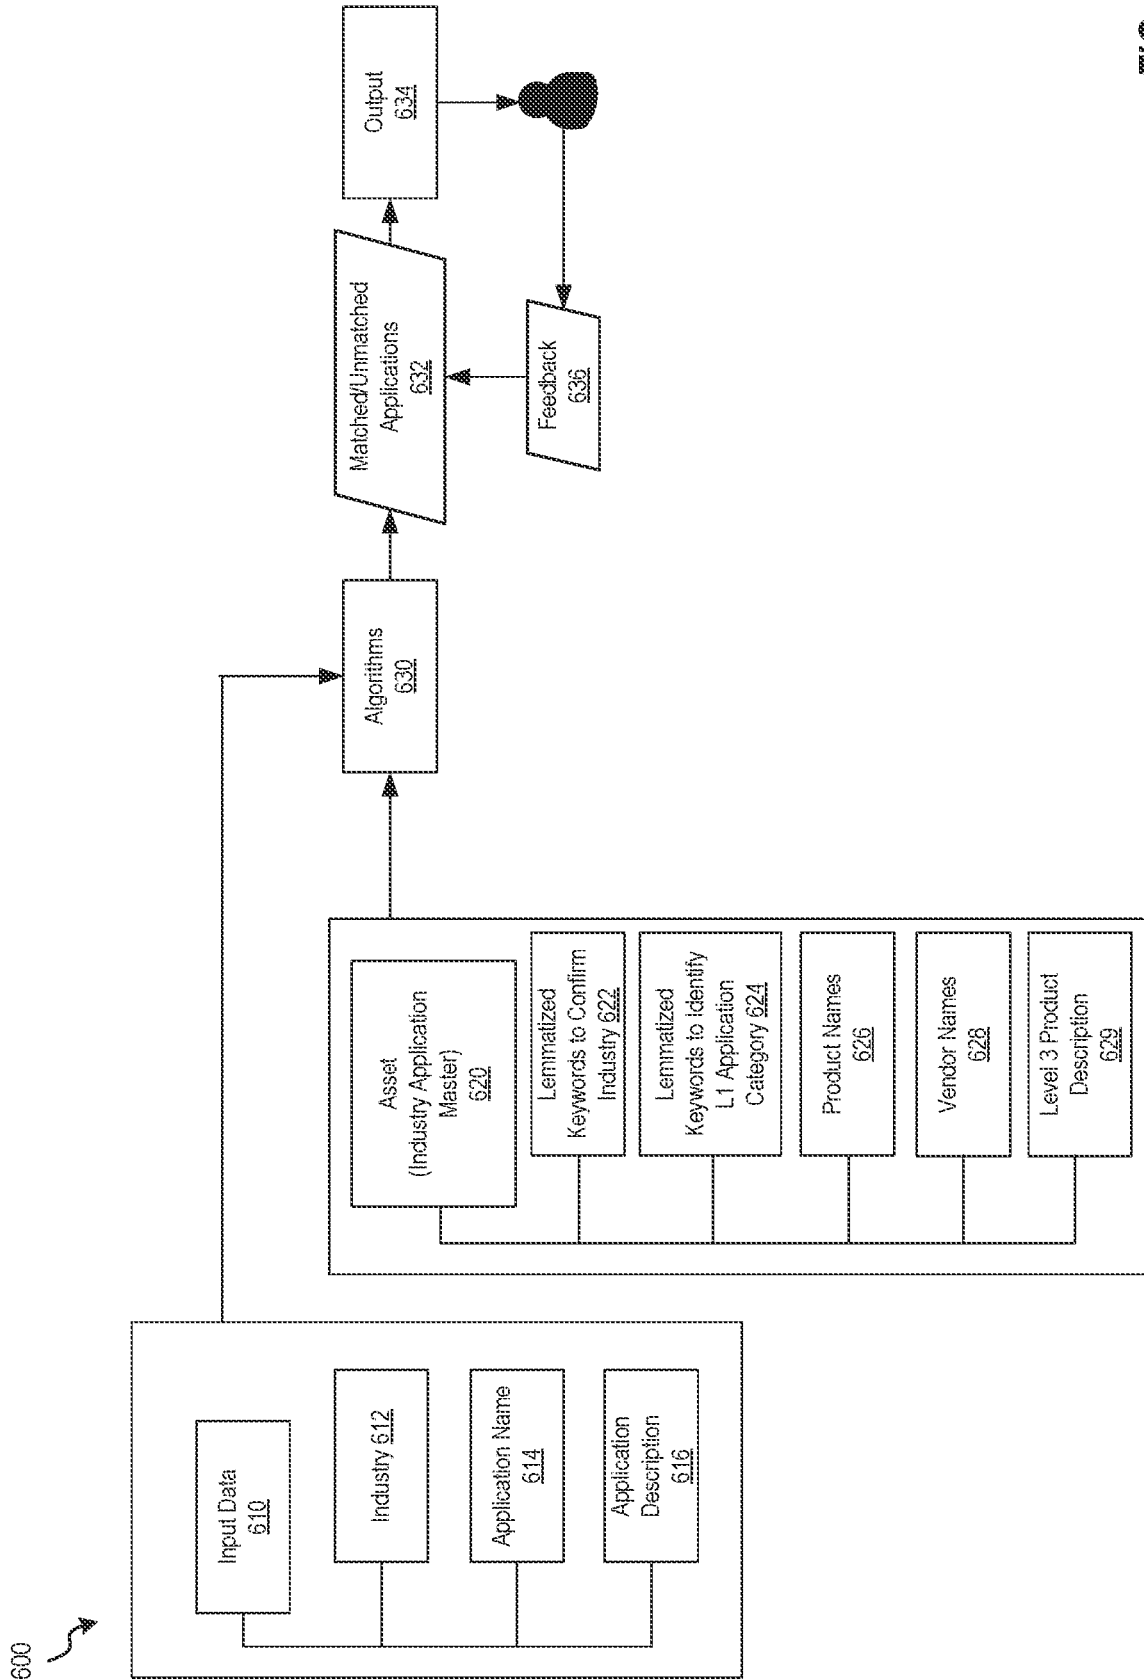 600
Input Data
610
Industry 612
Application Name
614
Application
Description
616
Asset
(Industry Application
Master)
620
Lemmatized
Keywords to Confirm
Industry 622
Lemmatized
Keywords to Identify
L1 Application
Category 624
Product Names
626
Vendor Names
628
Level 3 Product
Description
629
Algorithms
630
Matched/Unmatched
Applications
632
Output
634
Feedback
636